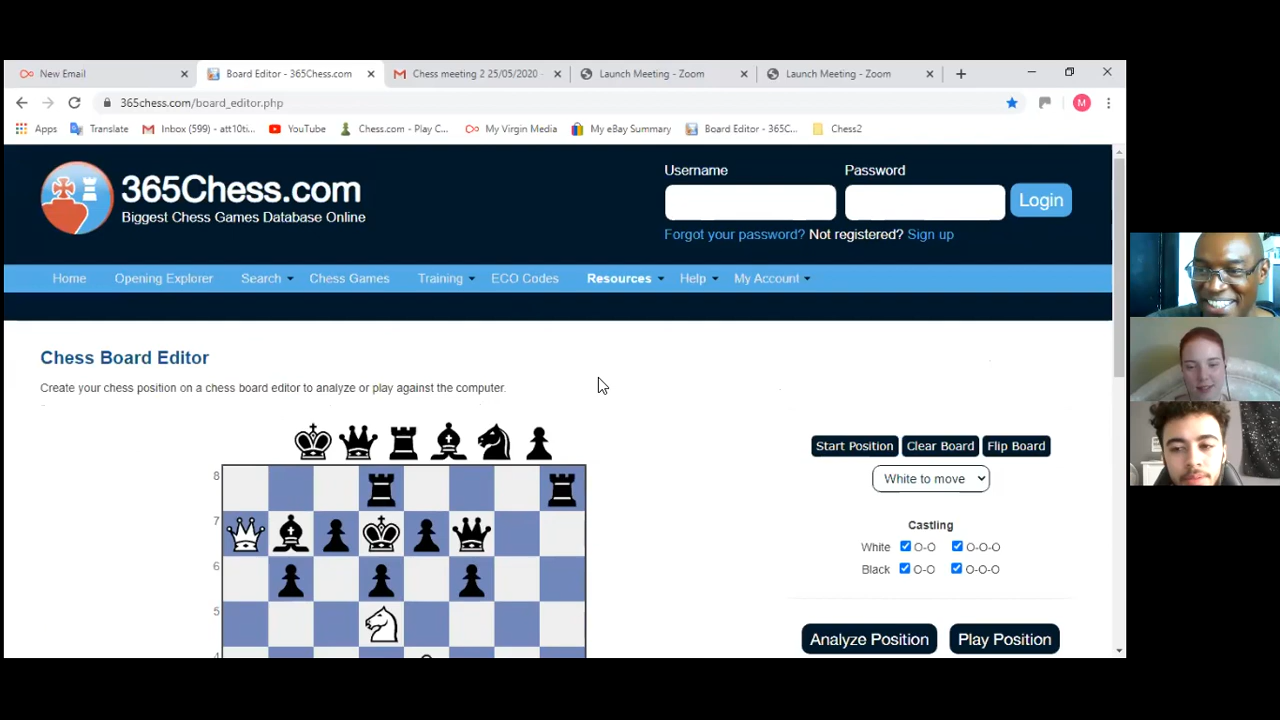 New Email
Board Editor - 365Chess.com
Chess meeting 2 25/05/2020 -
Launch Meeting - Zoom
Launch Meeting - Zoom
365chess.com/board_editor.php
M
Apps
Translate
Inbox (599) - att10ti...
YouTube
Chess.com - Play C...
My Virgin Media
My eBay Summary
Board Editor - 365C...
Chess2
365Chess.com
Biggest Chess Games Database Online
Username
Password
Login
Forgot your password? Not registered? Sign up
Home
Opening Explorer
Search
Chess Games
Training
ECO Codes
Resources
Help
My Account
Chess Board Editor
Create your chess position on a chess board editor to analyze or play against the computer.
Start Position
Clear Board
Flip Board
White to move
Castling
White O-O O-O-O
Black O-O O-O-O
Analyze Position
Play Position
8
7
6
5
4